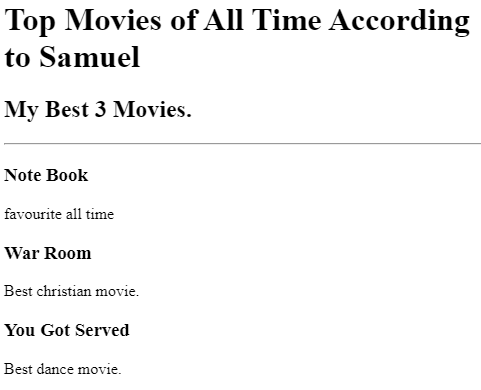 Top Movies of All Time According
to Samuel
My Best 3 Movies.
Note Book
favourite all time
War Room
Best christian movie.
You Got Served
Best dance movie.